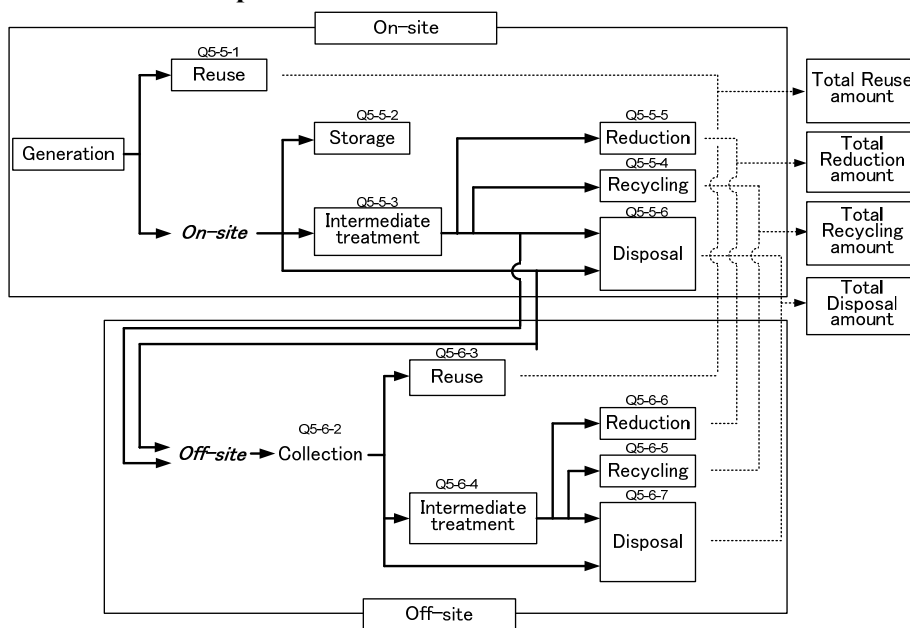 On-site
Q5-5-1
Reuse
Total Reuse
amount
Q5-5-2
Storage
Q5-5-5
Reduction
Generation
Total
Reduction
amount
Q5-5-4
Recycling
Q5-5-3
Intermediate
treatment
Q5-5-6
Disposal
On-site
Total
Recycling
amount
Total
Disposal
amount
Q5-6-3
Reuse
Q5-6-6
Reduction
Q5-6-2
Off-site
Collection
Q5-6-5
Recycling
Q5-6-4
Intermediate
treatment
Q5-6-7
Disposal
Off-site